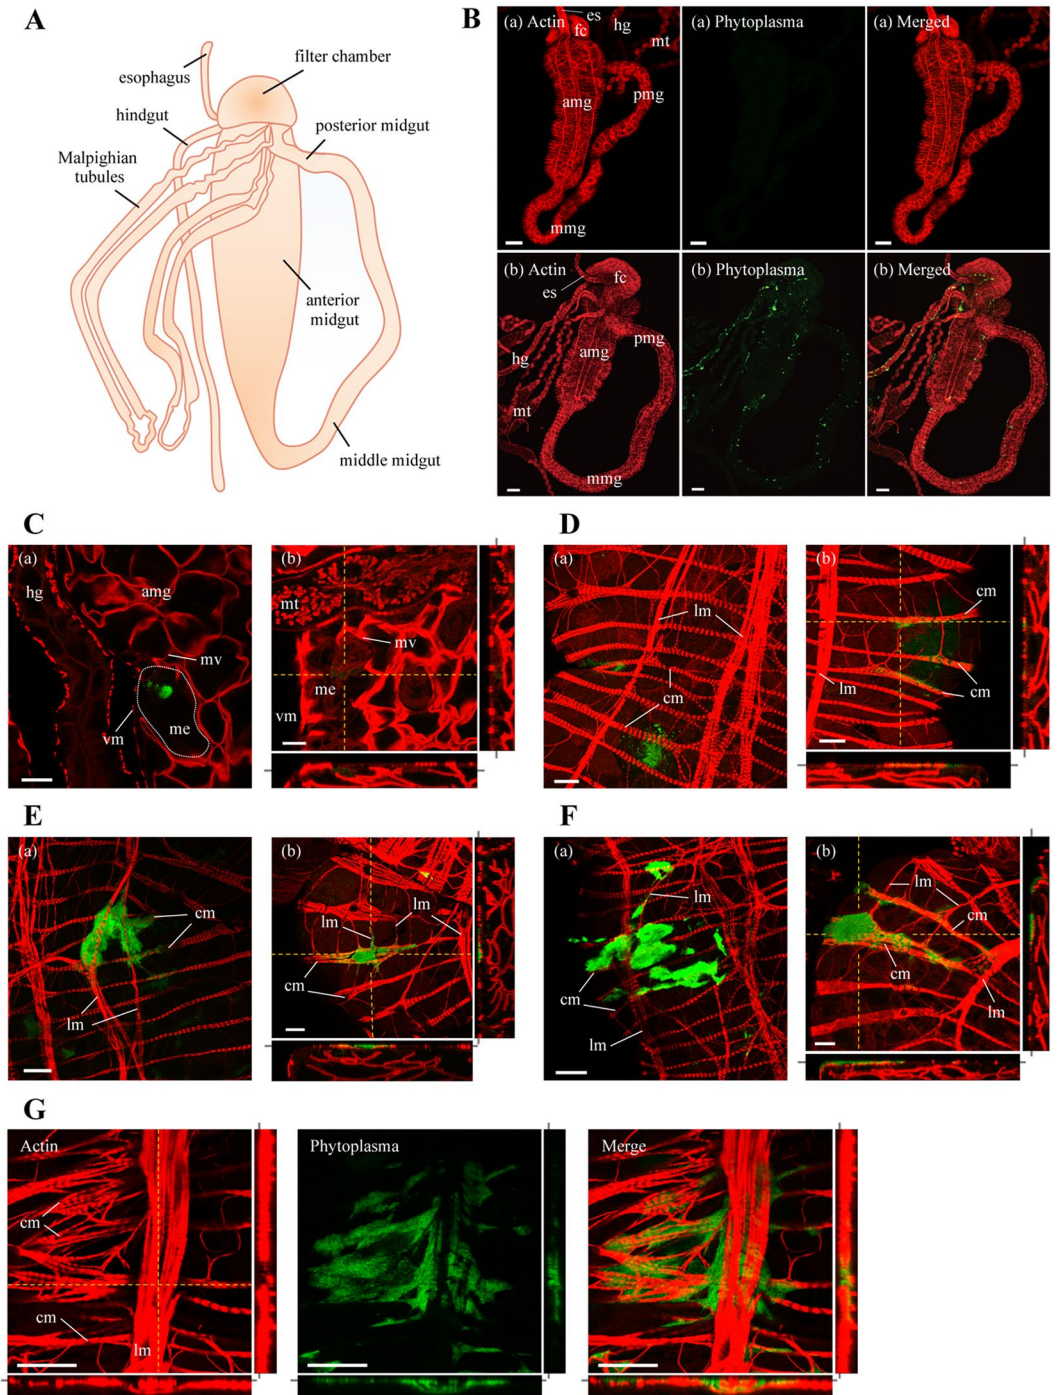 A
esophagus
filter chamber
hindgut
posterior midgut
Malpighian
tubules
anterior
midgut
middle midgut
B
(a) Actin
es
fc
hg
mt
amg
pmg
mmg
(a) Phytoplasma
(a) Merged
(b) Actin
es
fc
pmg
amg
hg
mt
mmg
(b) Phytoplasma
(b) Merged
C
(a)
hg
amg
mv
vm
me
(b)
mt
mv
me
vm
D
(a)
lm
cm
(b)
cm
lm
cm
E
(a)
cm
lm
(b)
lm
lm
cm
F
(a)
lm
cm
lm
(b)
lm
cm
cm
lm
G
Actin
cm
cm
lm
Phytoplasma
Merge